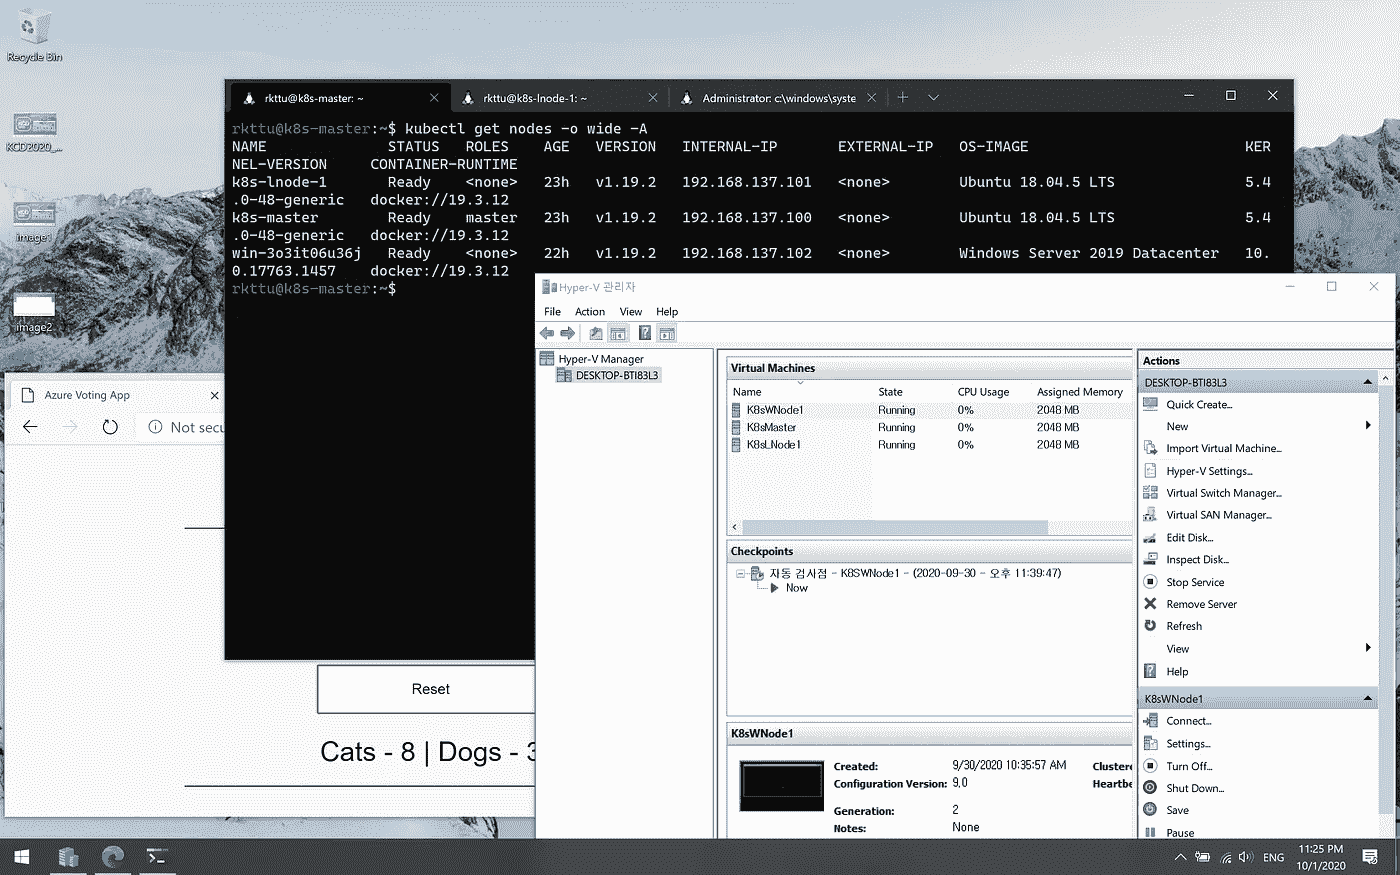 Recycle Bin
KCD2020_...
image1
image2
rkttu@k8s-master: ~
rkttu@k8s-lnode-1: ~
Administrator: c:\windows\syste
rkttu@k8s-master:~$ kubectl get nodes -o wide -A
NAME STATUS ROLES AGE VERSION INTERNAL-IP EXTERNAL-IP OS-IMAGE KER
NEL-VERSION CONTAINER-RUNTIME
k8s-lnode-1 Ready <none> 23h v1.19.2 192.168.137.101 <none> Ubuntu 18.04.5 LTS 5.4
.0-48-generic docker://19.3.12
k8s-master Ready master 23h v1.19.2 192.168.137.100 <none> Ubuntu 18.04.5 LTS 5.4
.0-48-generic docker://19.3.12
win-3o3it06u36j Ready <none> 22h v1.19.2 192.168.137.102 <none> Windows Server 2019 Datacenter 10.
0.17763.1457 docker://19.3.12
rkttu@k8s-master:~$
Azure Voting App
Not secu
Reset
Cats - 8 | Dogs - 3
Hyper-V 관리자
File Action View Help
Hyper-V Manager
DESKTOP-BTI83L3
Virtual Machines
Name State CPU Usage Assigned Memory
K8sWNode1 Running 0% 2048 MB
K8sMaster Running 0% 2048 MB
K8sLNode1 Running 0% 2048 MB
Checkpoints
자동 검사점 - K8SWNode1 - (2020-09-30 - 오후 11:39:47)
Now
K8sWNode1
Created: 9/30/2020 10:35:57 AM Clustere
Configuration Version: 9.0 Heartbe
Generation: 2
Notes: None
Actions
DESKTOP-BTI83L3
Quick Create...
New
Import Virtual Machine...
Hyper-V Settings...
Virtual Switch Manager...
Virtual SAN Manager...
Edit Disk...
Inspect Disk...
Stop Service
Remove Server
Refresh
View
Help
K8sWNode1
Connect...
Settings...
Turn Off...
Shut Down...
Save
Pause
ENG
11:25 PM
10/1/2020